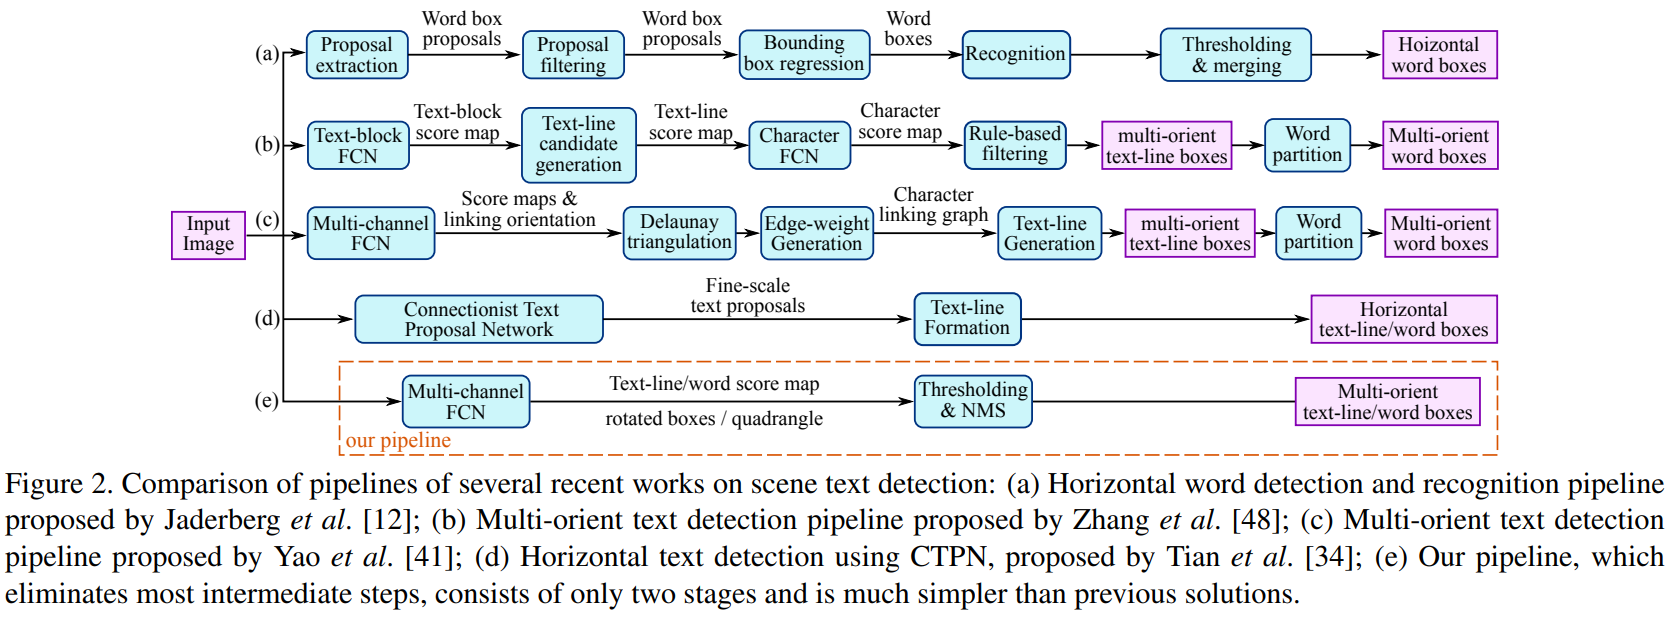 Word box
proposals
Word box
proposals
Word
boxes
(a)
Proposal
extraction
Proposal
filtering
Bounding
box regression
Recognition
Thresholding
& merging
Hoizontal
word boxes
Text-block
score map
Text-line
score map
Character
score map
(b)
Text-block
FCN
Text-line
candidate
generation
Character
FCN
Rule-based
filtering
multi-orient
text-line boxes
Word
partition
Multi-orient
word boxes
Input
Image
(c)
Multi-channel
FCN
Score maps &
linking orientation
Delaunay
triangulation
Edge-weight
Generation
Character
linking graph
Text-line
Generation
multi-orient
text-line boxes
Word
partition
Multi-orient
word boxes
(d)
Connectionist Text
Proposal Network
Fine-scale
text proposals
Text-line
Formation
Horizontal
text-line/word boxes
(e)
Multi-channel
FCN
Text-line/word score map
rotated boxes / quadrangle
Thresholding
& NMS
Multi-orient
text-line/word boxes
our pipeline
Figure 2. Comparison of pipelines of several recent works on scene text detection: (a) Horizontal word detection and recognition pipeline
proposed by Jaderberg et al. [12]; (b) Multi-orient text detection pipeline proposed by Zhang et al. [48]; (c) Multi-orient text detection
pipeline proposed by Yao et al. [41]; (d) Horizontal text detection using CTPN, proposed by Tian et al. [34]; (e) Our pipeline, which
eliminates most intermediate steps, consists of only two stages and is much simpler than previous solutions.